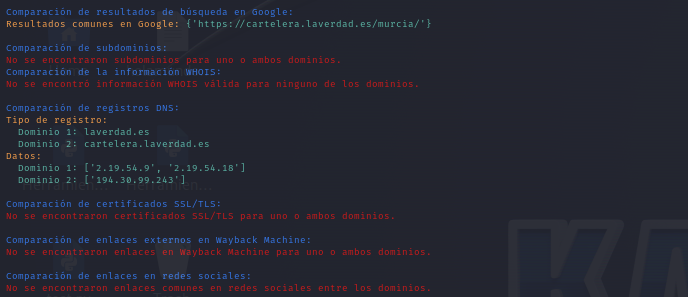 Comparación de resultados de búsqueda en Google:
Resultados comunes en Google: {'https://cartelera.laverdad.es/murcia/'}
Comparación de subdominios:
No se encontraron subdominios para uno o ambos dominios.
Comparación de la información WHOIS:
No se encontró información WHOIS válida para ninguno de los dominios.
Comparación de registros DNS:
Tipo de registro:
Dominio 1: laverdad.es
Dominio 2: cartelera.laverdad.es
Datos:
Dominio 1: ['2.19.54.9', '2.19.54.18']
Dominio 2: ['194.30.99.243']
Comparación de certificados SSL/TLS:
No se encontraron certificados SSL/TLS para uno o ambos dominios.
Comparación de enlaces externos en Wayback Machine:
No se encontraron enlaces en Wayback Machine para uno o ambos dominios.
Comparación de enlaces en redes sociales:
No se encontraron enlaces comunes en redes sociales entre los dominios.